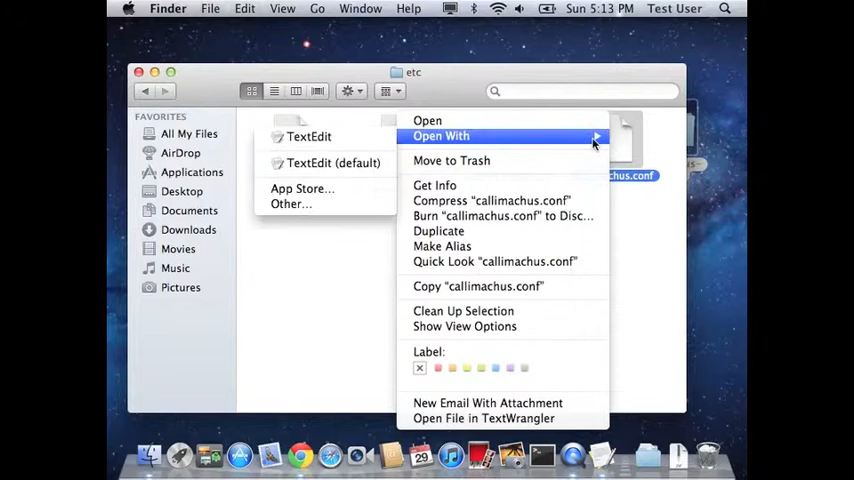 Finder File Edit View Go Window Help Sun 5:13 PM Test User
etc
FAVORITES
All My Files
AirDrop
Applications
Desktop
Documents
Downloads
Movies
Music
Pictures
TextEdit
TextEdit (default)
App Store...
Other...
Open
Open With
Move to Trash
Get Info
Compress “callimachus.conf”
Burn “callimachus.conf” to Disc...
Duplicate
Make Alias
Quick Look “callimachus.conf”
Copy “callimachus.conf”
Clean Up Selection
Show View Options
Label:
New Email With Attachment
Open File in TextWrangler
hus.conf
29